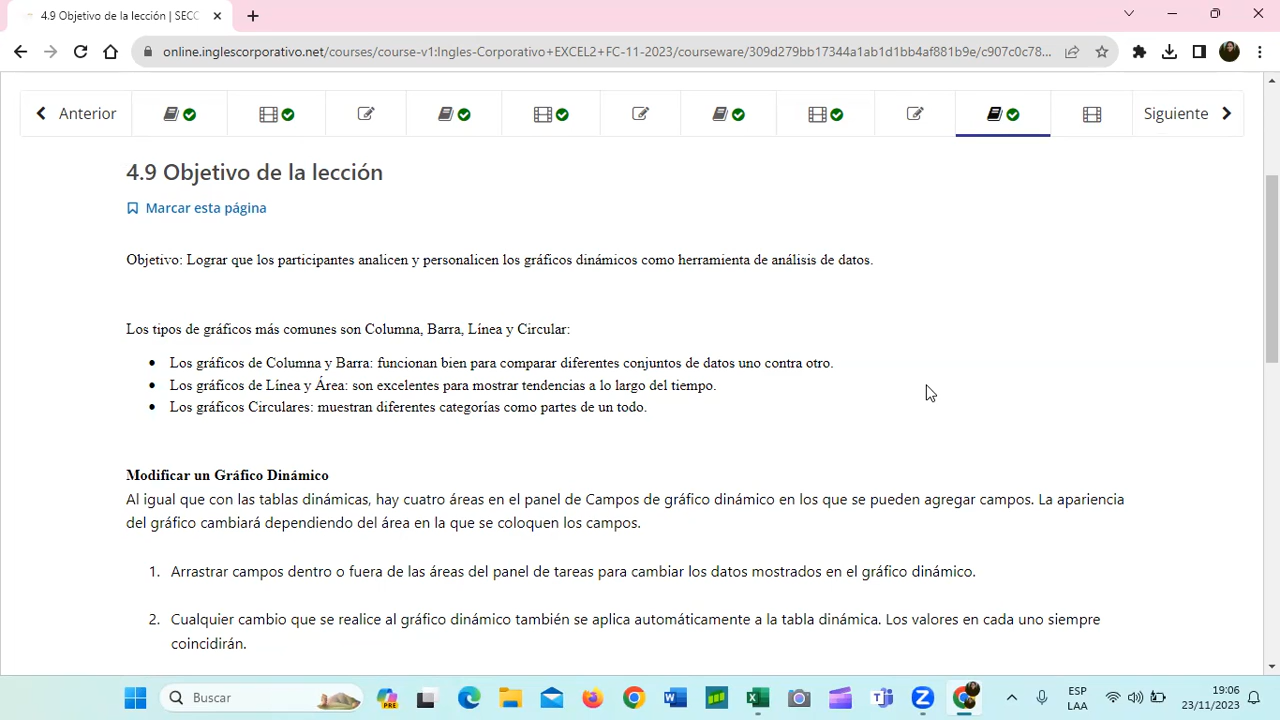 4.9 Objetivo de la lección | SECC
online.inglescorporativo.net/courses/course-v1:Ingles-Corporativo+EXCEL2+FC-11-2023/courseware/309d279bb17344a1ab1d1bb4af881b9e/c907c0c78...
Anterior
Siguiente
4.9 Objetivo de la lección
Marcar esta página
Objetivo: Lograr que los participantes analicen y personalicen los gráficos dinámicos como herramienta de análisis de datos.
Los tipos de gráficos más comunes son Columna, Barra, Línea y Circular:
• Los gráficos de Columna y Barra: funcionan bien para comparar diferentes conjuntos de datos uno contra otro.
• Los gráficos de Línea y Área: son excelentes para mostrar tendencias a lo largo del tiempo.
• Los gráficos Circulares: muestran diferentes categorías como partes de un todo.
Modificar un Gráfico Dinámico
Al igual que con las tablas dinámicas, hay cuatro áreas en el panel de Campos de gráfico dinámico en los que se pueden agregar campos. La apariencia
del gráfico cambiará dependiendo del área en la que se coloquen los campos.
1. Arrastrar campos dentro o fuera de las áreas del panel de tareas para cambiar los datos mostrados en el gráfico dinámico.
2. Cualquier cambio que se realice al gráfico dinámico también se aplica automáticamente a la tabla dinámica. Los valores en cada uno siempre
coincidirán.
Buscar
PRE
ESP
LAA
19:06
23/11/2023